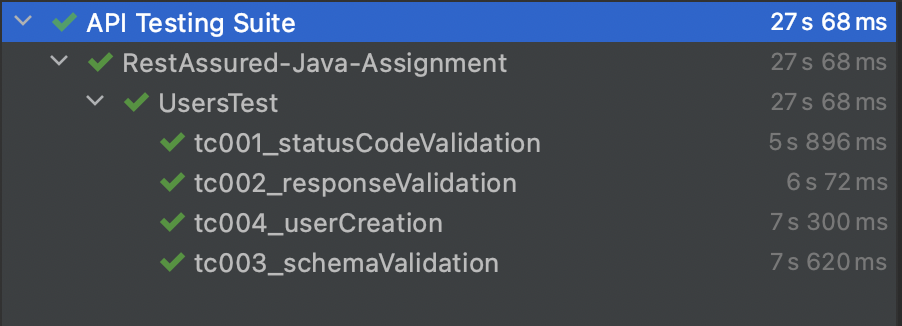 API Testing Suite 27 s 68 ms
RestAssured-Java-Assignment 27 s 68 ms
UsersTest 27 s 68 ms
tc001_statusCodeValidation 5 s 896 ms
tc002_responseValidation 6 s 72 ms
tc004_userCreation 7 s 300 ms
tc003_schemaValidation 7 s 620 ms